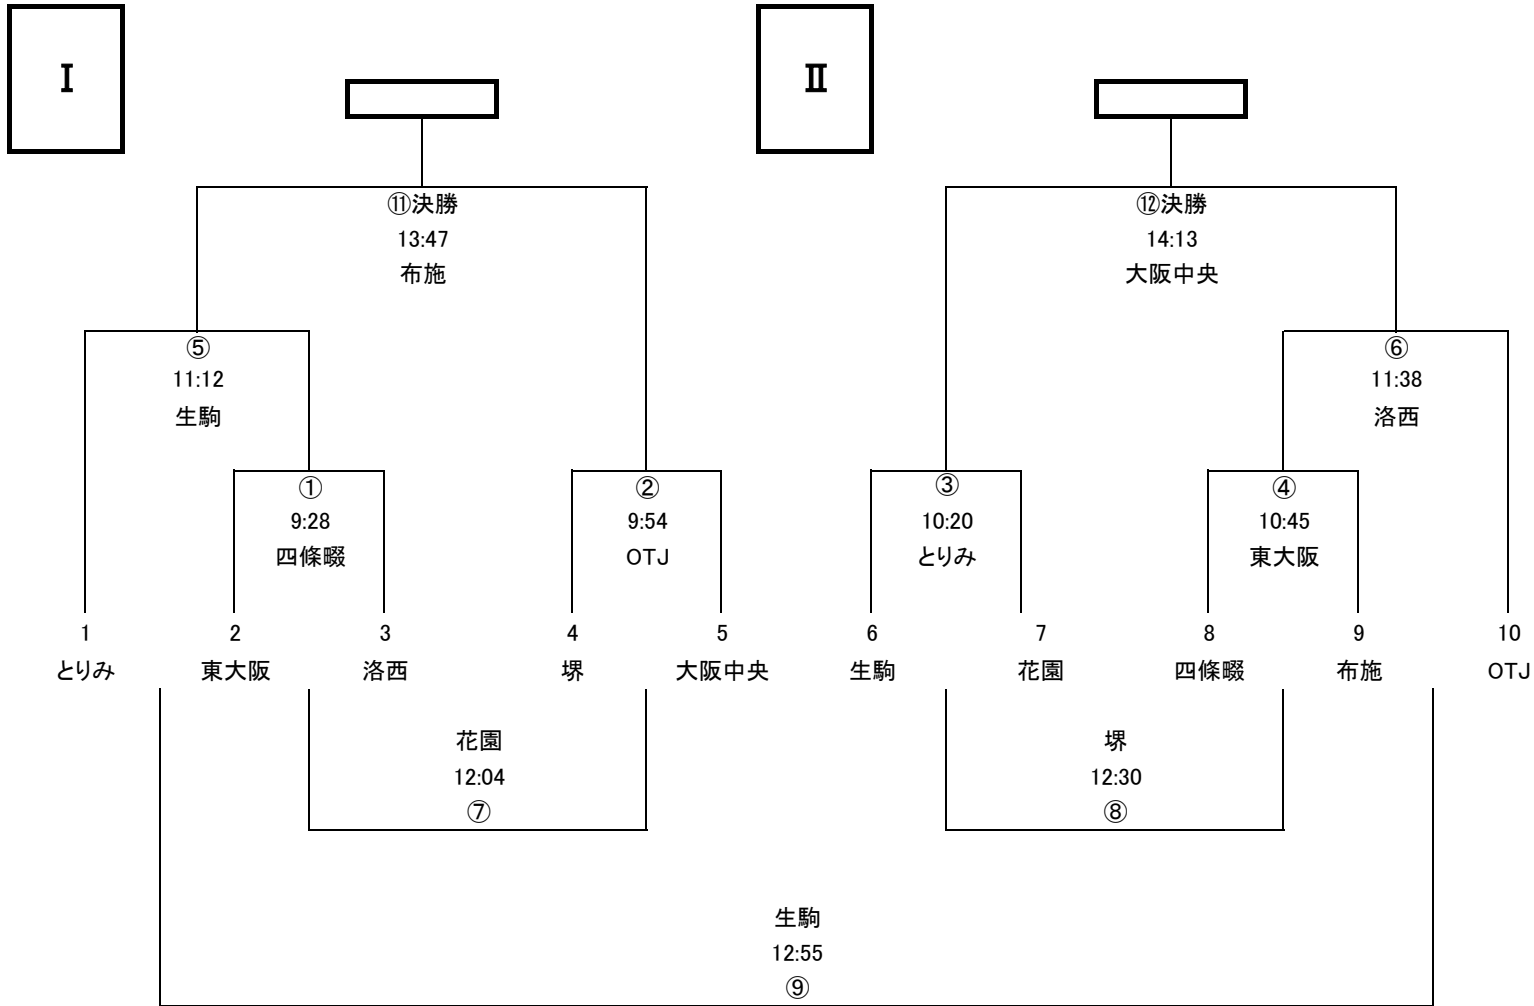 Ⅰ
Ⅱ
⑪決勝
13:47
布施
⑫決勝
14:13
大阪中央
⑤
11:12
生駒
⑥
11:38
洛西
①
9:28
四條畷
②
9:54
OTJ
③
10:20
とりみ
④
10:45
東大阪
1 2 3 4 5 6 7 8 9 10
とりみ 東大阪 洛西 堺 大阪中央 生駒 花園 四條畷 布施 OTJ
花園
12:04
⑦
堺
12:30
⑧
生駒
12:55
⑨